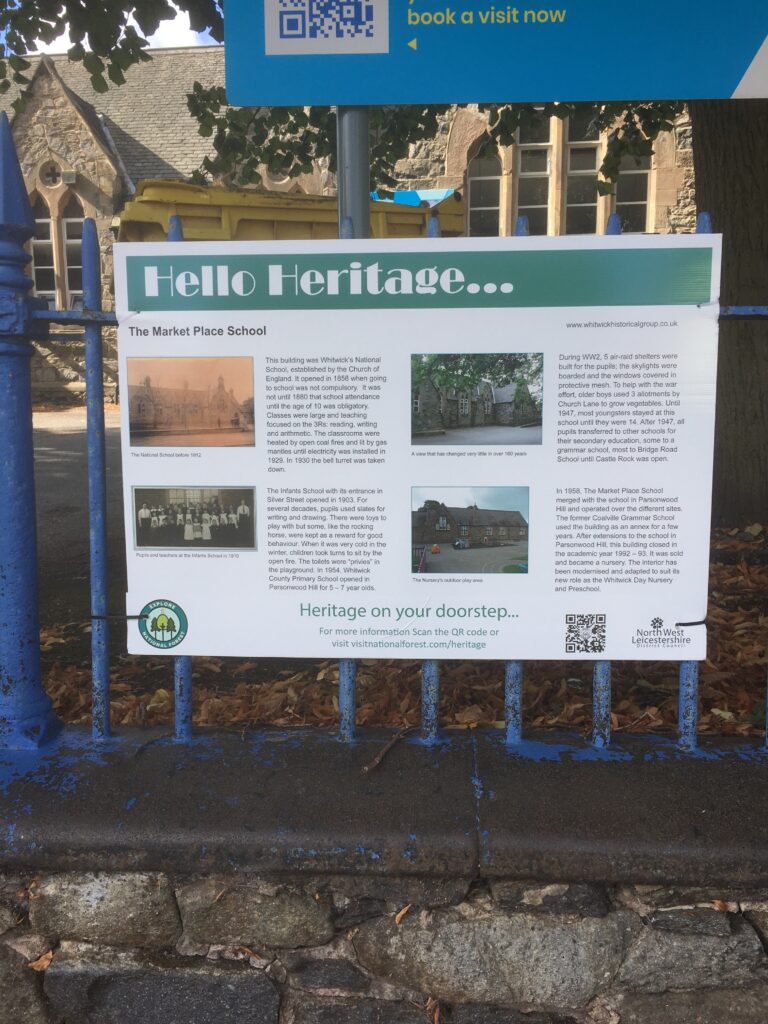 book a visit now
Hello Heritage...
The Market Place School
www.whitwickhistoricalgroup.co.uk
This building was Whitwick's National
School, established by the Church of
England. It opened in 1858 when going
to school was not compulsory. It was
not until 1880 that school attendance
until the age of 10 was obligatory.
Classes were large and teaching
focused on the 3Rs: reading, writing
and arithmetic. The classrooms were
heated by open coal fires and lit by gas
mantles until electricity was installed in
1929. In 1930 the bell turret was taken
down.
The National School before 1912
The Infants School with its entrance in
Silver Street opened in 1903. For
several decades, pupils used slates for
writing and drawing. There were toys to
play with but some, like the rocking
horse, were kept as a reward for good
behaviour. When it was very cold in the
winter, children took turns to sit by the
open fire. The toilets were "privies" in
the playground. In 1954, Whitwick
County Primary School opened in
Parsonwood Hill for 5 – 7 year olds.
Pupils and teachers at the Infants School in 1910
During WW2, 5 air-raid shelters were
built for the pupils; the skylights were
boarded and the windows covered in
protective mesh. To help with the war
effort, older boys used 3 allotments by
Church Lane to grow vegetables. Until
1947, most youngsters stayed at this
school until they were 14. After 1947, all
pupils transferred to other schools for
their secondary education, some to a
grammar school, most to Bridge Road
School until Castle Rock was open.
A view that has changed very little in over 160 years
In 1958, The Market Place School
merged with the school in Parsonwood
Hill and operated over the different sites.
The former Coalville Grammar School
used the building as an annex for a few
years. After extensions to the school in
Parsonwood Hill, this building closed in
the academic year 1992 – 93. It was sold
and became a nursery. The interior has
been modernised and adapted to suit its
new role as the Whitwick Day Nursery
and Preschool.
The Nursery's outdoor play area
EXPLORE
NATIONAL FOREST
Heritage on your doorstep...
For more information Scan the QR code or
visit visitnationalforest.com/heritage
North West
Leicestershire
District Council